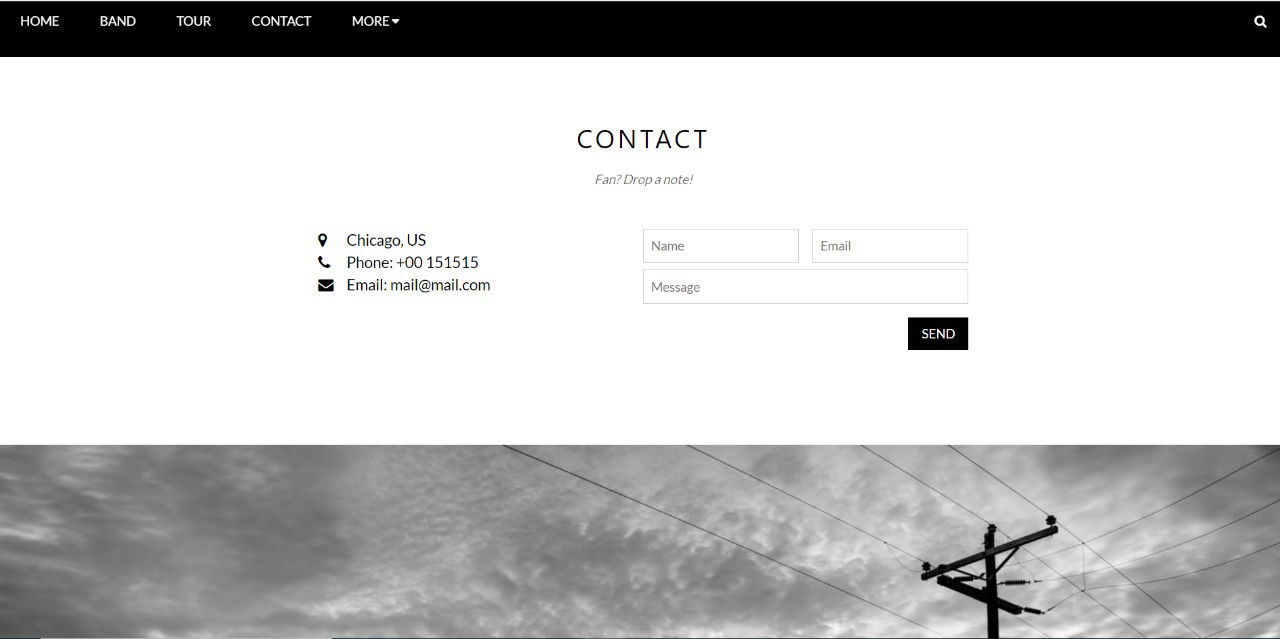 HOME BAND TOUR CONTACT MORE
CONTACT
Fan? Drop a note!
Chicago, US
Phone: +00 151515
Email: mail@mail.com
Name Email
Message
SEND